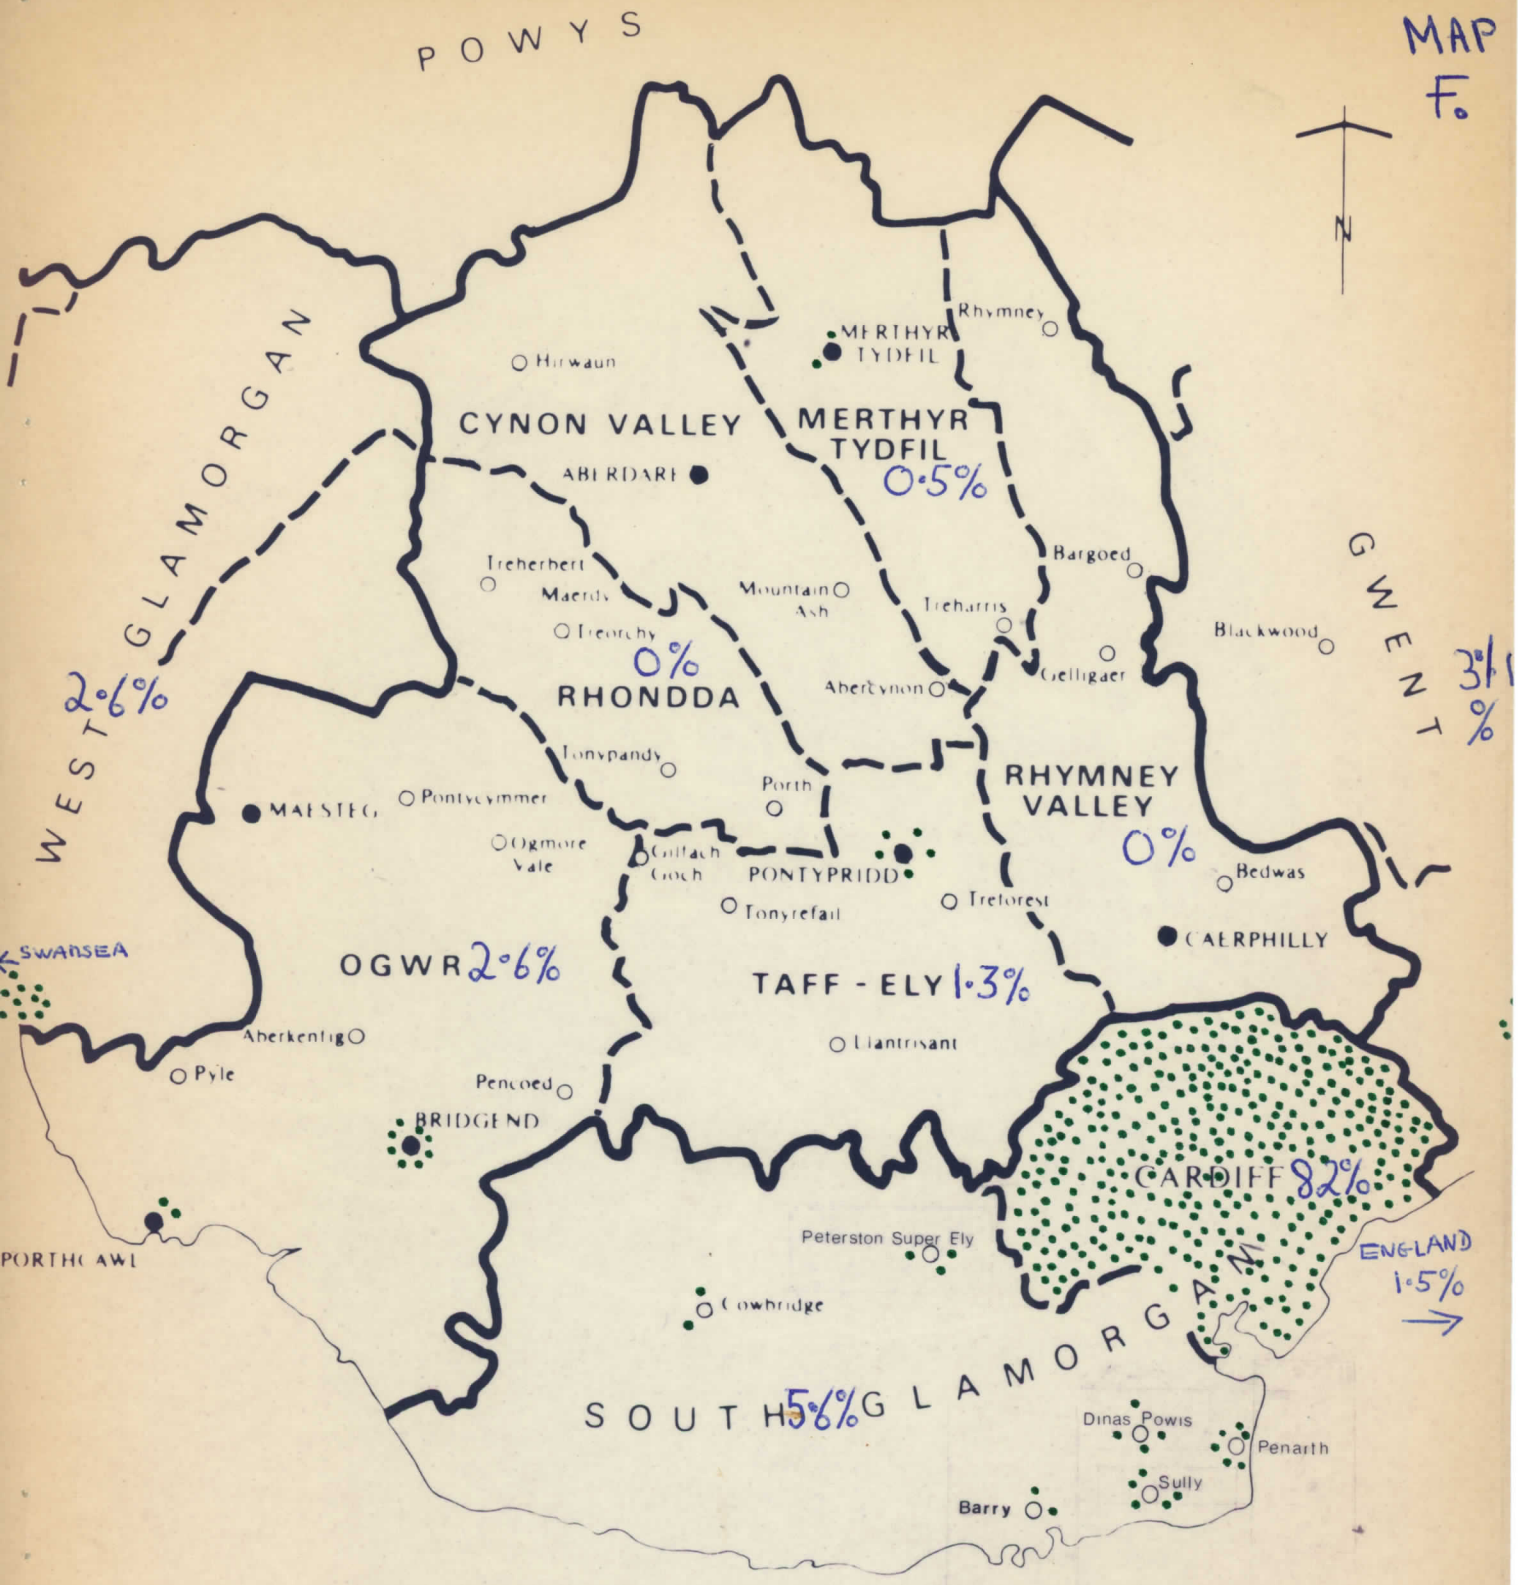 POWYS
MAP
F.
N
WEST GLAMORGAN
2.6%
Rhymney
MERTHYR
TYDFIL
Hirwaun
CYNON VALLEY
MERTHYR
TYDFIL
0.5%
ABERDARE
GWENT
3.1
%
Bargoed
Treherbert
Maerdy
Mountain
Ash
Treharris
Treorchy
Blackwood
0%
RHONDDA
Abercynon
Gelligaer
Tonypandy
Porth
RHYMNEY
VALLEY
0%
MAESTEG
Pontycymmer
Ogmore
Vale
Gilfach
Goch
PONTYPRIDD
Bedwas
Tonyrefail
Treforest
CAERPHILLY
SWANSEA
OGWR 2.6%
TAFF - ELY 1.3%
Aberkenfig
Llantrisant
Pyle
Pencoed
BRIDGEND
CARDIFF 82%
PORTHCAWL
Peterston Super Ely
ENGLAND
1.5%
Cowbridge
SOUTH GLAMORGAN
5.6%
Dinas Powis
Penarth
Sully
Barry